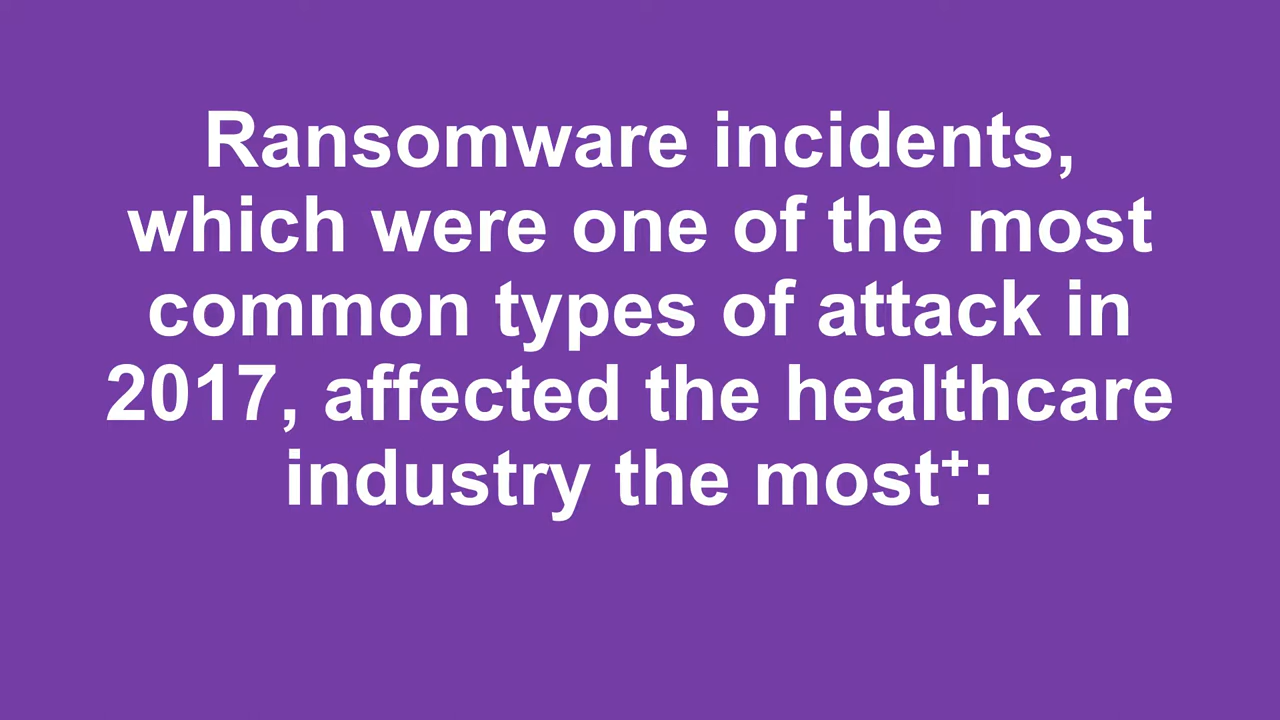 Ransomware incidents,
which were one of the most
common types of attack in
2017, affected the healthcare
industry the most⁺: